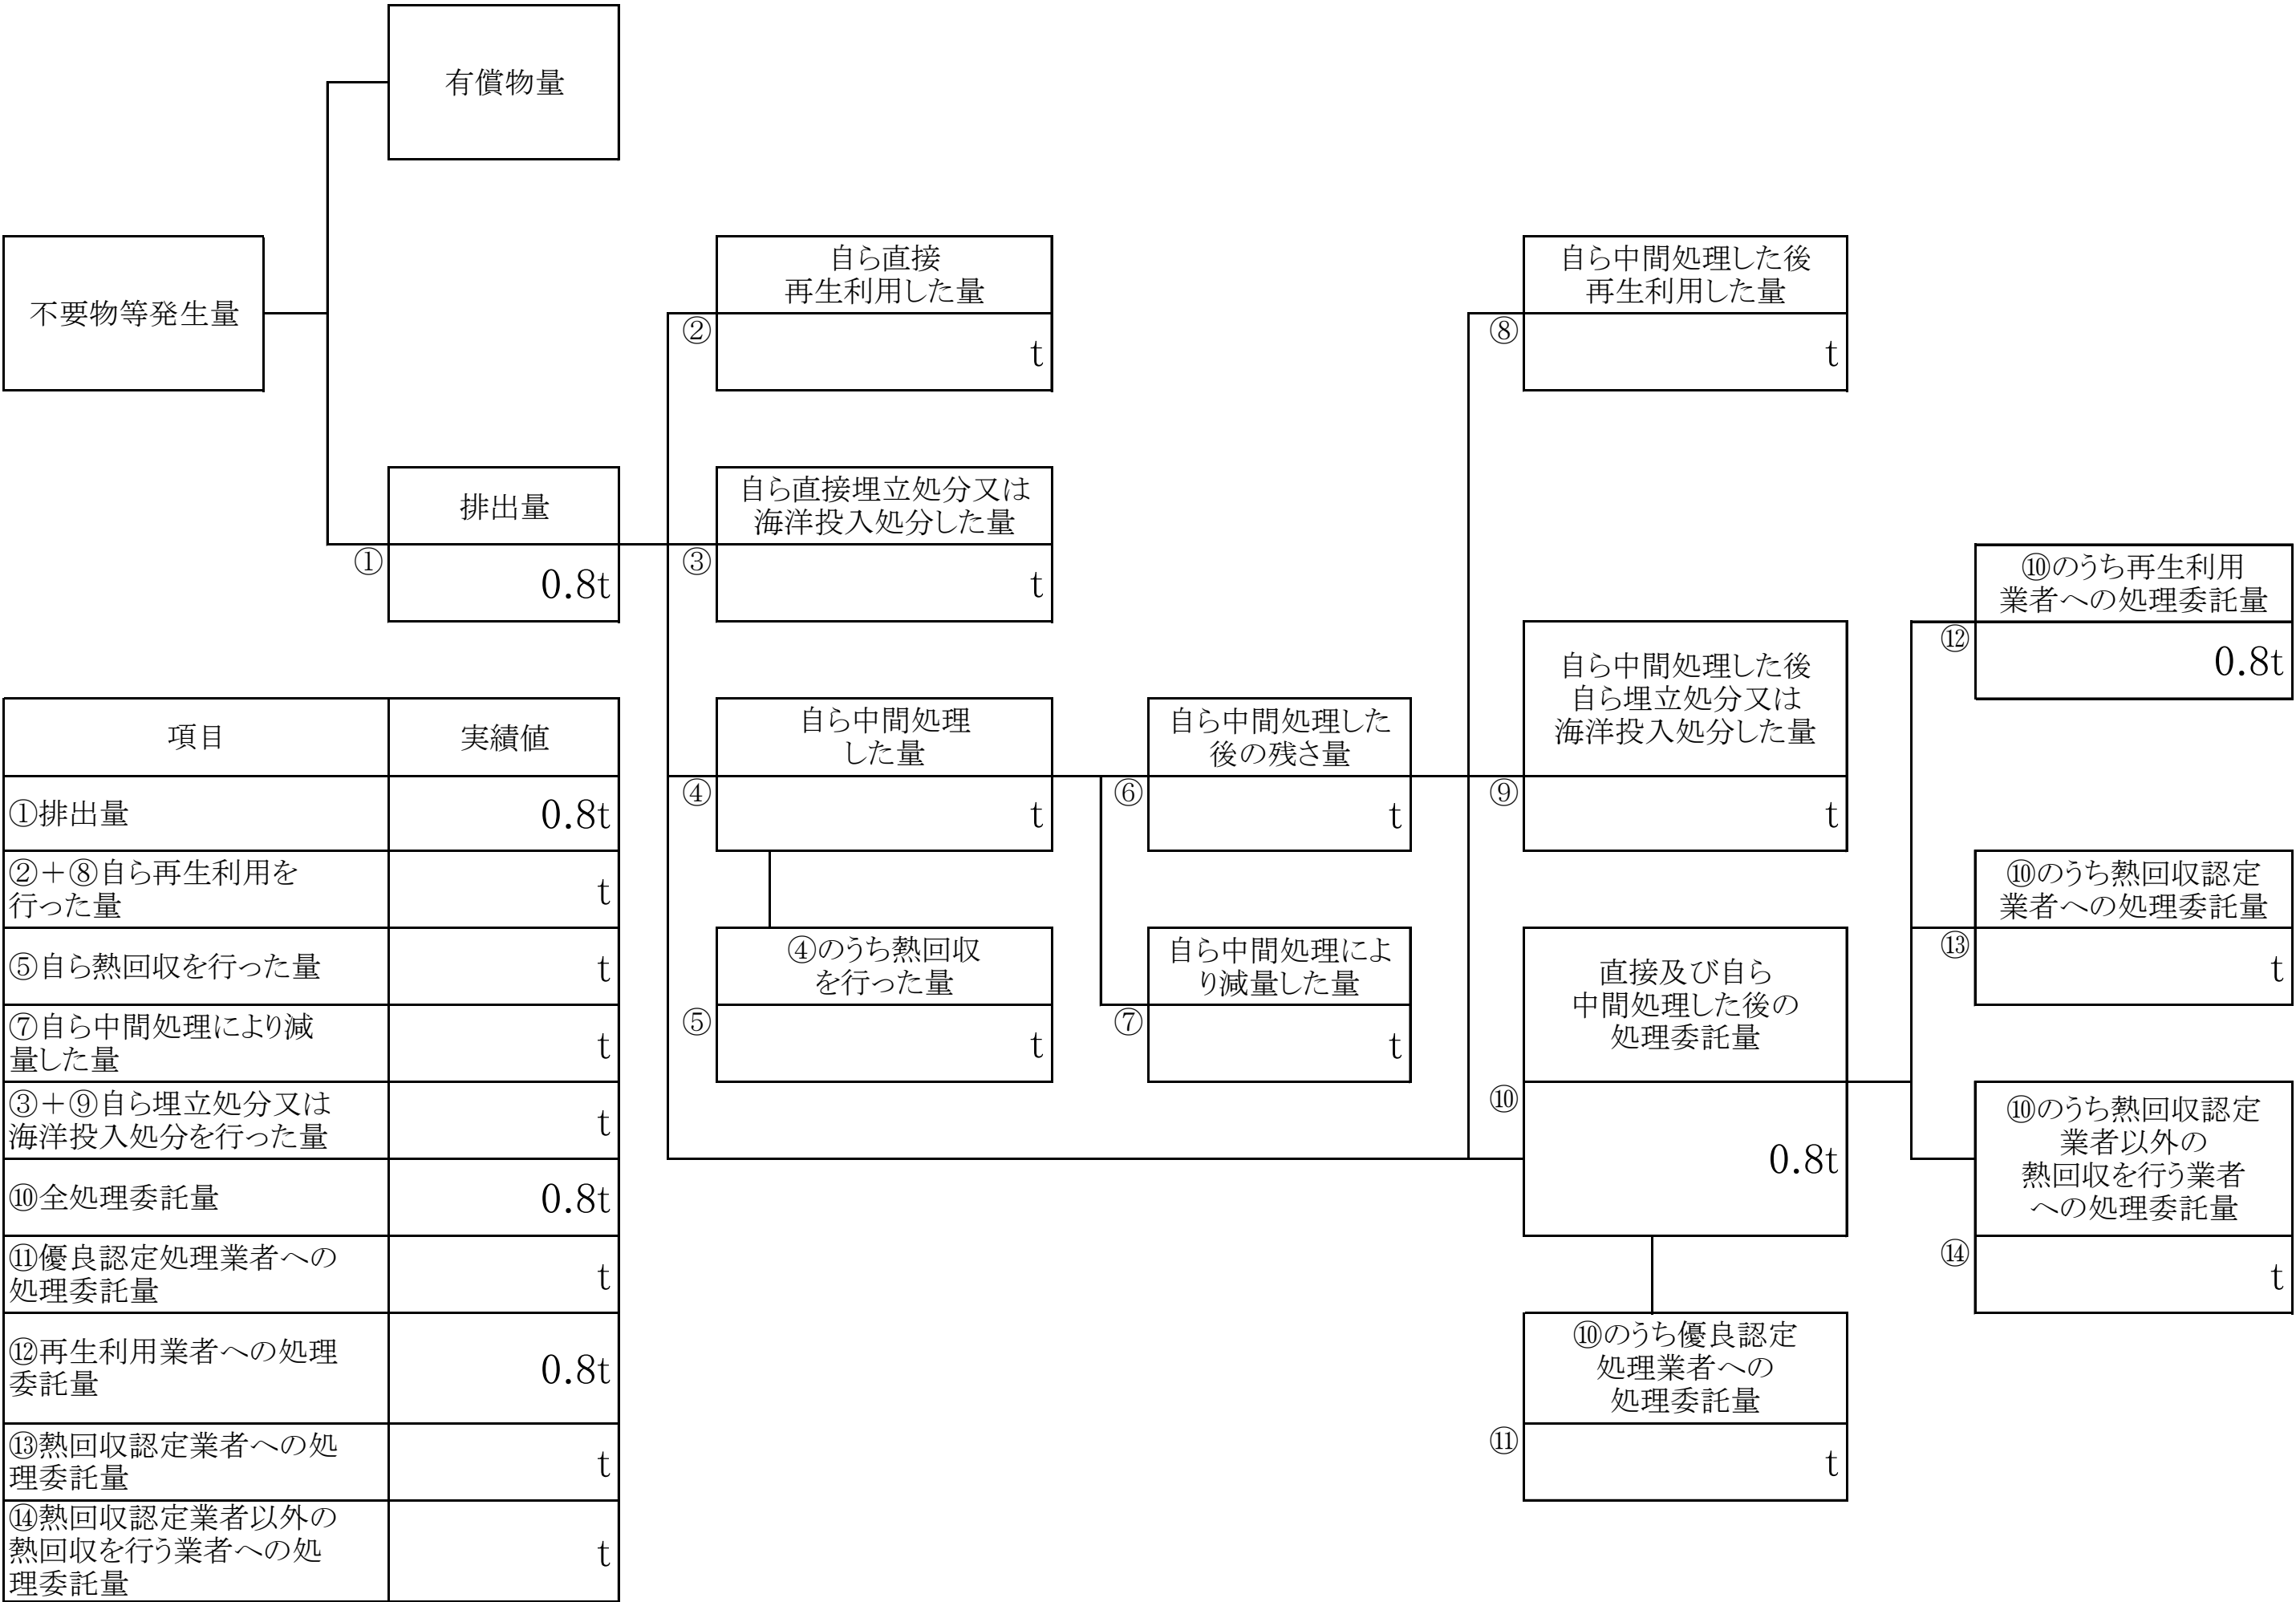 有償物量
不要物等発生量
自ら直接
再生利用した量
②
t
自ら中間処理した後
再生利用した量
⑧
t
排出量
①
0.8t
自ら直接埋立処分又は
海洋投入処分した量
③
t
⑩のうち再生利用
業者への処理委託量
⑫
0.8t
自ら中間処理した後
自ら埋立処分又は
海洋投入処分した量
⑨
t
自ら中間処理
した量
④
t
自ら中間処理した
後の残さ量
⑥
t
⑩のうち熱回収認定
業者への処理委託量
⑬
t
④のうち熱回収
を行った量
⑤
t
自ら中間処理によ
り減量した量
⑦
t
直接及び自ら
中間処理した後の
処理委託量
⑩
0.8t
⑩のうち熱回収認定
業者以外の
熱回収を行う業者
への処理委託量
⑭
t
⑩のうち優良認定
処理業者への
処理委託量
⑪
t
項目 実績値
①排出量 0.8t
②＋⑧自ら再生利用を
行った量
t
⑤自ら熱回収を行った量 t
⑦自ら中間処理により減
量した量
t
③＋⑨自ら埋立処分又は
海洋投入処分を行った量
t
⑩全処理委託量 0.8t
⑪優良認定処理業者への
処理委託量
t
⑫再生利用業者への処理
委託量
0.8t
⑬熱回収認定業者への処
理委託量
t
⑭熱回収認定業者以外の
熱回収を行う業者への処
理委託量
t